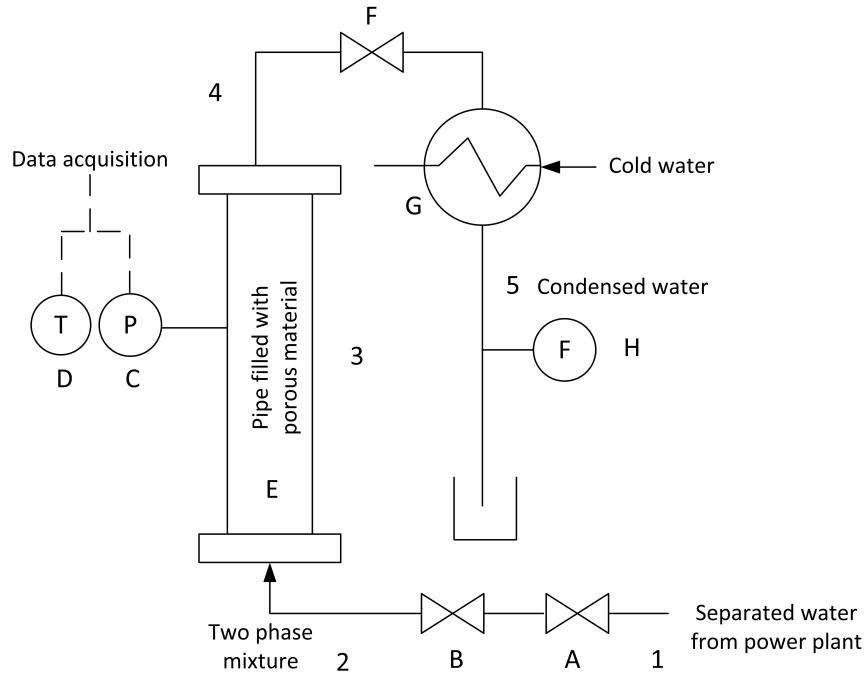 F
4
Data acquisition
Cold water
G
5 Condensed water
T
P
F
H
D
C
3
Pipe filled with
porous material
E
Two phase
mixture
2
B
A
1
Separated water
from power plant